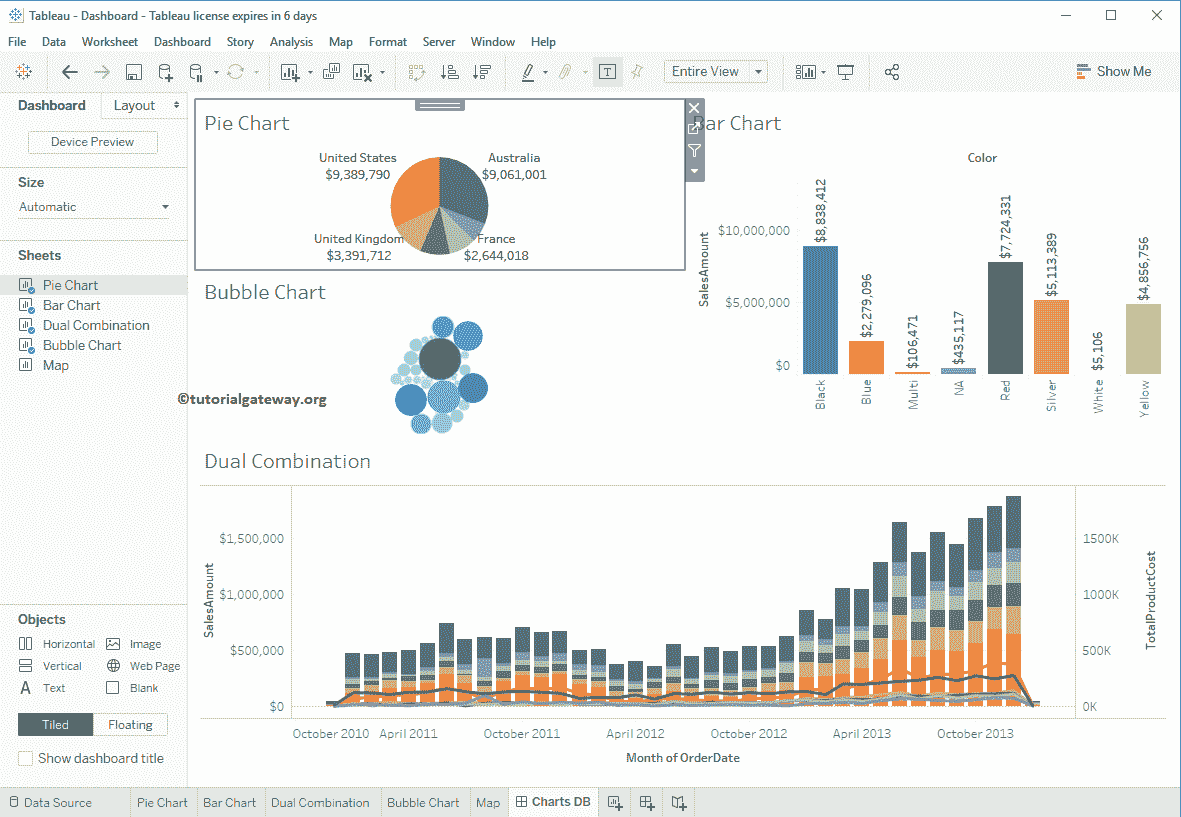 Tableau - Dashboard - Tableau license expires in 6 days
File Data Worksheet Dashboard Story Analysis Map Format Server Window Help
Entire View
Show Me
Dashboard Layout
Device Preview
Size
Automatic
Sheets
Pie Chart
Bar Chart
Dual Combination
Bubble Chart
Map
Objects
Horizontal Image
Vertical Web Page
A Text Blank
Tiled Floating
Show dashboard title
Pie Chart
United States
$9,389,790
Australia
$9,061,001
United Kingdom
$3,391,712
France
$2,644,018
Bar Chart
Color
SalesAmount
$10,000,000
$5,000,000
$0
$8,838,412
$2,279,096
$106,471
$435,117
$7,724,331
$5,113,389
$5,106
$4,856,756
Black
Blue
Multi
NA
Red
Silver
White
Yellow
Bubble Chart
©tutorialgateway.org
Dual Combination
SalesAmount
$1,500,000
$1,000,000
$500,000
$0
1500K
1000K
500K
0K
TotalProductCost
October 2010 April 2011 October 2011 April 2012 October 2012 April 2013 October 2013
Month of OrderDate
Data Source Pie Chart Bar Chart Dual Combination Bubble Chart Map Charts DB